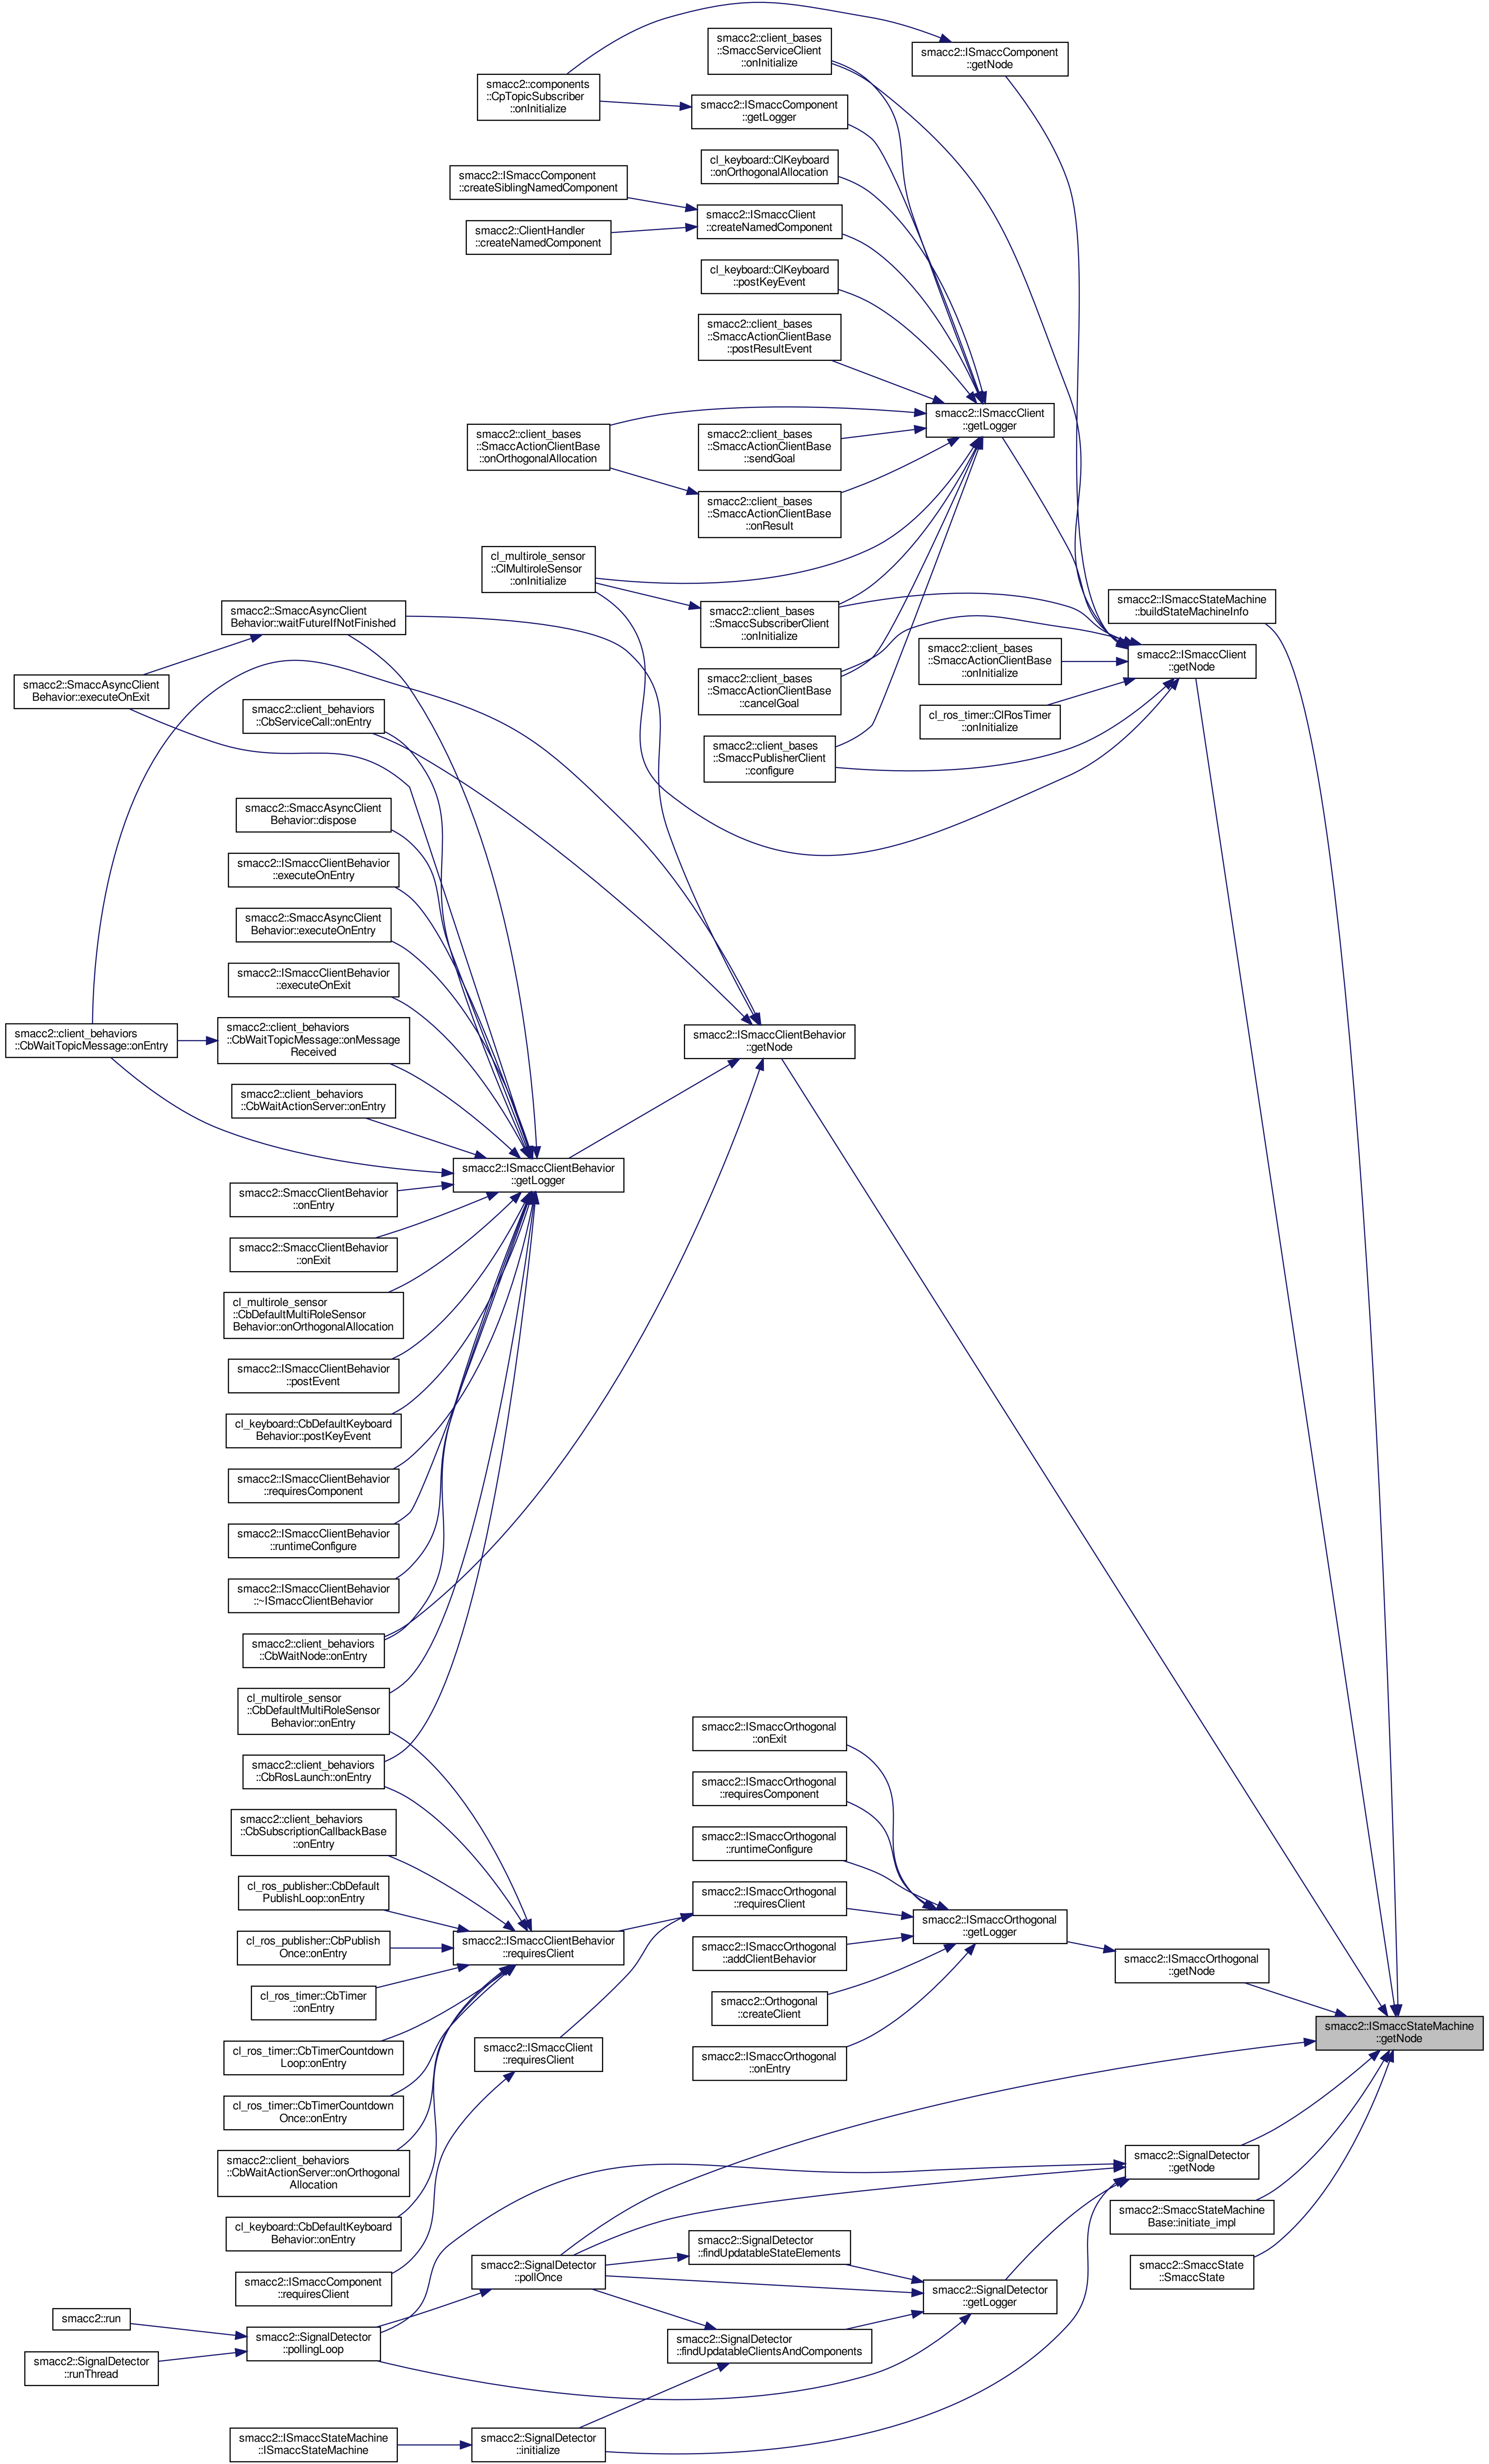 smacc2::client_bases
::SmaccServiceClient
::onInitialize
smacc2::ISmaccComponent
::getNode
smacc2::components
::CpTopicSubscriber
::onInitialize
smacc2::ISmaccComponent
::getLogger
cl_keyboard::ClKeyboard
::onOrthogonalAllocation
smacc2::ISmaccComponent
::createSiblingNamedComponent
smacc2::ISmaccClient
::createNamedComponent
smacc2::ClientHandler
::createNamedComponent
cl_keyboard::ClKeyboard
::postKeyEvent
smacc2::client_bases
::SmaccActionClientBase
::postResultEvent
smacc2::ISmaccClient
::getLogger
smacc2::client_bases
::SmaccActionClientBase
::onOrthogonalAllocation
smacc2::client_bases
::SmaccActionClientBase
::sendGoal
smacc2::client_bases
::SmaccActionClientBase
::onResult
cl_multirole_sensor
::ClMultiroleSensor
::onInitialize
smacc2::ISmaccStateMachine
::buildStateMachineInfo
smacc2::SmaccAsyncClient
Behavior::waitFutureIfNotFinished
smacc2::client_bases
::SmaccSubscriberClient
::onInitialize
smacc2::client_bases
::SmaccActionClientBase
::onInitialize
smacc2::ISmaccClient
::getNode
smacc2::SmaccAsyncClient
Behavior::executeOnExit
smacc2::client_bases
::SmaccActionClientBase
::cancelGoal
smacc2::client_behaviors
::CbServiceCall::onEntry
cl_ros_timer::ClRosTimer
::onInitialize
smacc2::client_bases
::SmaccPublisherClient
::configure
smacc2::SmaccAsyncClient
Behavior::dispose
smacc2::ISmaccClientBehavior
::executeOnEntry
smacc2::SmaccAsyncClient
Behavior::executeOnEntry
smacc2::ISmaccClientBehavior
::executeOnExit
smacc2::client_behaviors
::CbWaitTopicMessage::onEntry
smacc2::client_behaviors
::CbWaitTopicMessage::onMessage
Received
smacc2::ISmaccClientBehavior
::getNode
smacc2::client_behaviors
::CbWaitActionServer::onEntry
smacc2::ISmaccClientBehavior
::getLogger
smacc2::SmaccClientBehavior
::onEntry
smacc2::SmaccClientBehavior
::onExit
cl_multirole_sensor
::CbDefaultMultiRoleSensor
Behavior::onOrthogonalAllocation
smacc2::ISmaccClientBehavior
::postEvent
cl_keyboard::CbDefaultKeyboard
Behavior::postKeyEvent
smacc2::ISmaccClientBehavior
::requiresComponent
smacc2::ISmaccClientBehavior
::runtimeConfigure
smacc2::ISmaccClientBehavior
::~ISmaccClientBehavior
smacc2::client_behaviors
::CbWaitNode::onEntry
cl_multirole_sensor
::CbDefaultMultiRoleSensor
Behavior::onEntry
smacc2::ISmaccOrthogonal
::onExit
smacc2::client_behaviors
::CbRosLaunch::onEntry
smacc2::ISmaccOrthogonal
::requiresComponent
smacc2::client_behaviors
::CbSubscriptionCallbackBase
::onEntry
smacc2::ISmaccOrthogonal
::runtimeConfigure
cl_ros_publisher::CbDefault
PublishLoop::onEntry
smacc2::ISmaccOrthogonal
::requiresClient
cl_ros_publisher::CbPublish
Once::onEntry
smacc2::ISmaccClientBehavior
::requiresClient
smacc2::ISmaccOrthogonal
::addClientBehavior
smacc2::ISmaccOrthogonal
::getLogger
smacc2::ISmaccOrthogonal
::getNode
cl_ros_timer::CbTimer
::onEntry
smacc2::Orthogonal
::createClient
smacc2::ISmaccStateMachine
::getNode
cl_ros_timer::CbTimerCountdown
Loop::onEntry
smacc2::ISmaccClient
::requiresClient
smacc2::ISmaccOrthogonal
::onEntry
cl_ros_timer::CbTimerCountdown
Once::onEntry
smacc2::client_behaviors
::CbWaitActionServer::onOrthogonal
Allocation
smacc2::SignalDetector
::getNode
cl_keyboard::CbDefaultKeyboard
Behavior::onEntry
smacc2::SmaccStateMachine
Base::initiate_impl
smacc2::ISmaccComponent
::requiresClient
smacc2::SignalDetector
::pollOnce
smacc2::SignalDetector
::findUpdatableStateElements
smacc2::SmaccState
::SmaccState
smacc2::SignalDetector
::getLogger
smacc2::run
smacc2::SignalDetector
::pollingLoop
smacc2::SignalDetector
::findUpdatableClientsAndComponents
smacc2::SignalDetector
::runThread
smacc2::ISmaccStateMachine
::ISmaccStateMachine
smacc2::SignalDetector
::initialize